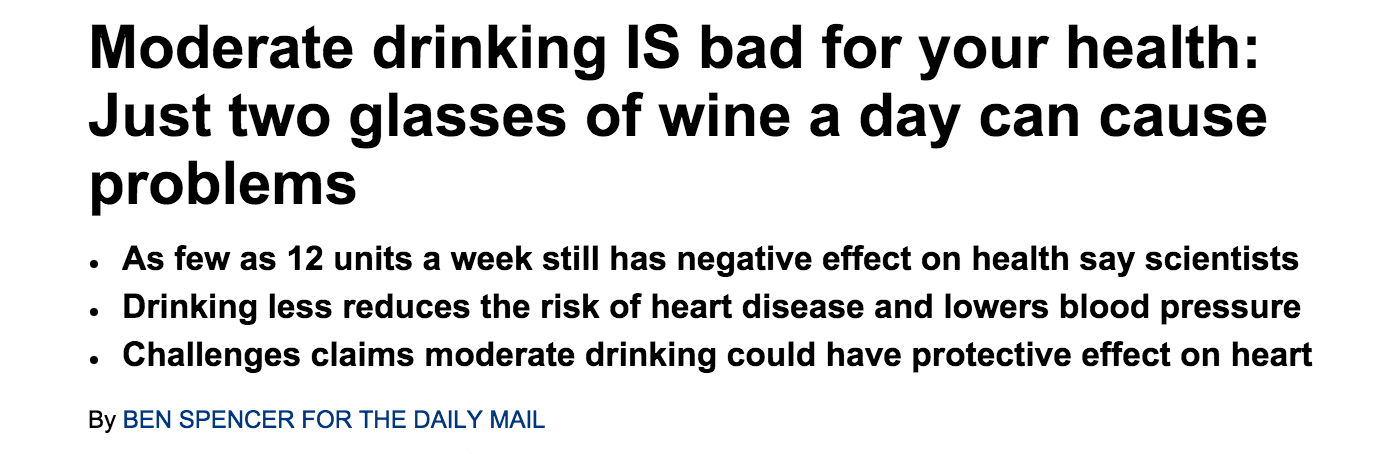 Moderate drinking IS bad for your health:
Just two glasses of wine a day can cause
problems
• As few as 12 units a week still has negative effect on health say scientists
• Drinking less reduces the risk of heart disease and lowers blood pressure
• Challenges claims moderate drinking could have protective effect on heart
By BEN SPENCER FOR THE DAILY MAIL